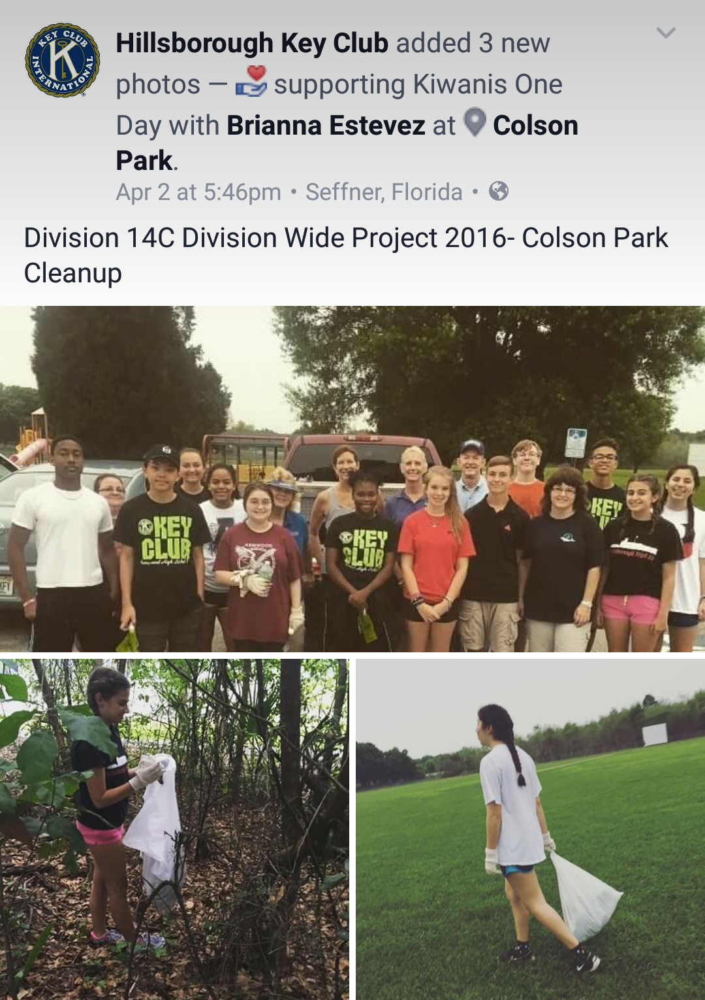 KEY CLUB
K
INTERNATIONAL
Hillsborough Key Club added 3 new
photos — supporting Kiwanis One
Day with Brianna Estevez at Colson
Park.
Apr 2 at 5:46pm • Seffner, Florida •
Division 14C Division Wide Project 2016- Colson Park
Cleanup
KEY
CLUB
KEY
CLUB
KEY